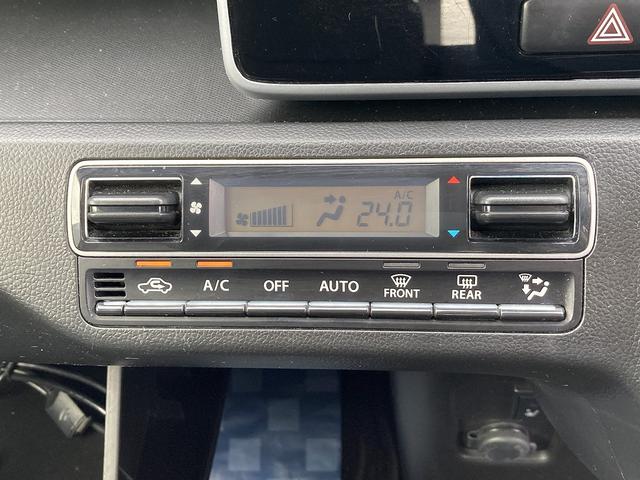 A/C
24.0
A/C OFF AUTO FRONT REAR